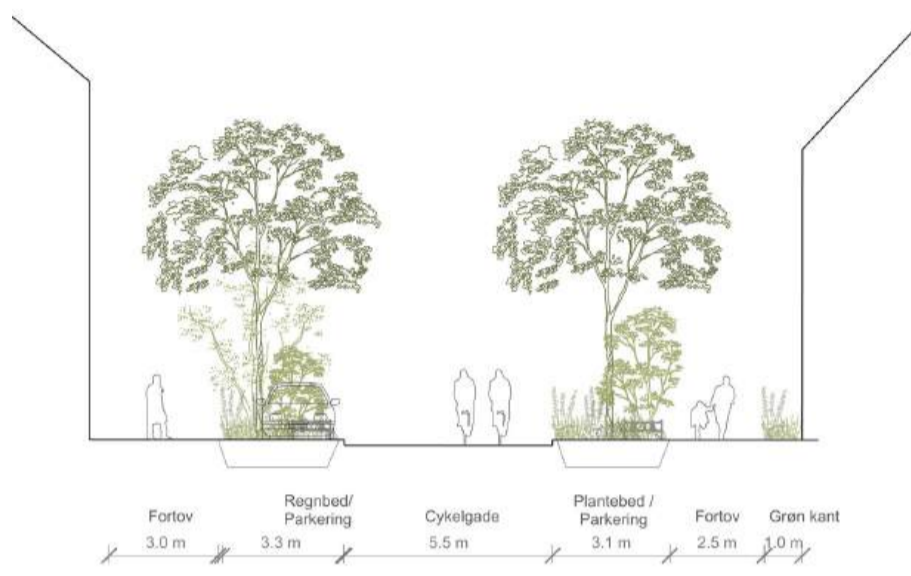 Fortov
3.0 m
Regnbed/
Parkering
3.3 m
Cykelgade
5.5 m
Plantebed /
Parkering
3.1 m
Fortov
2.5 m
Grøn kant
1.0 m